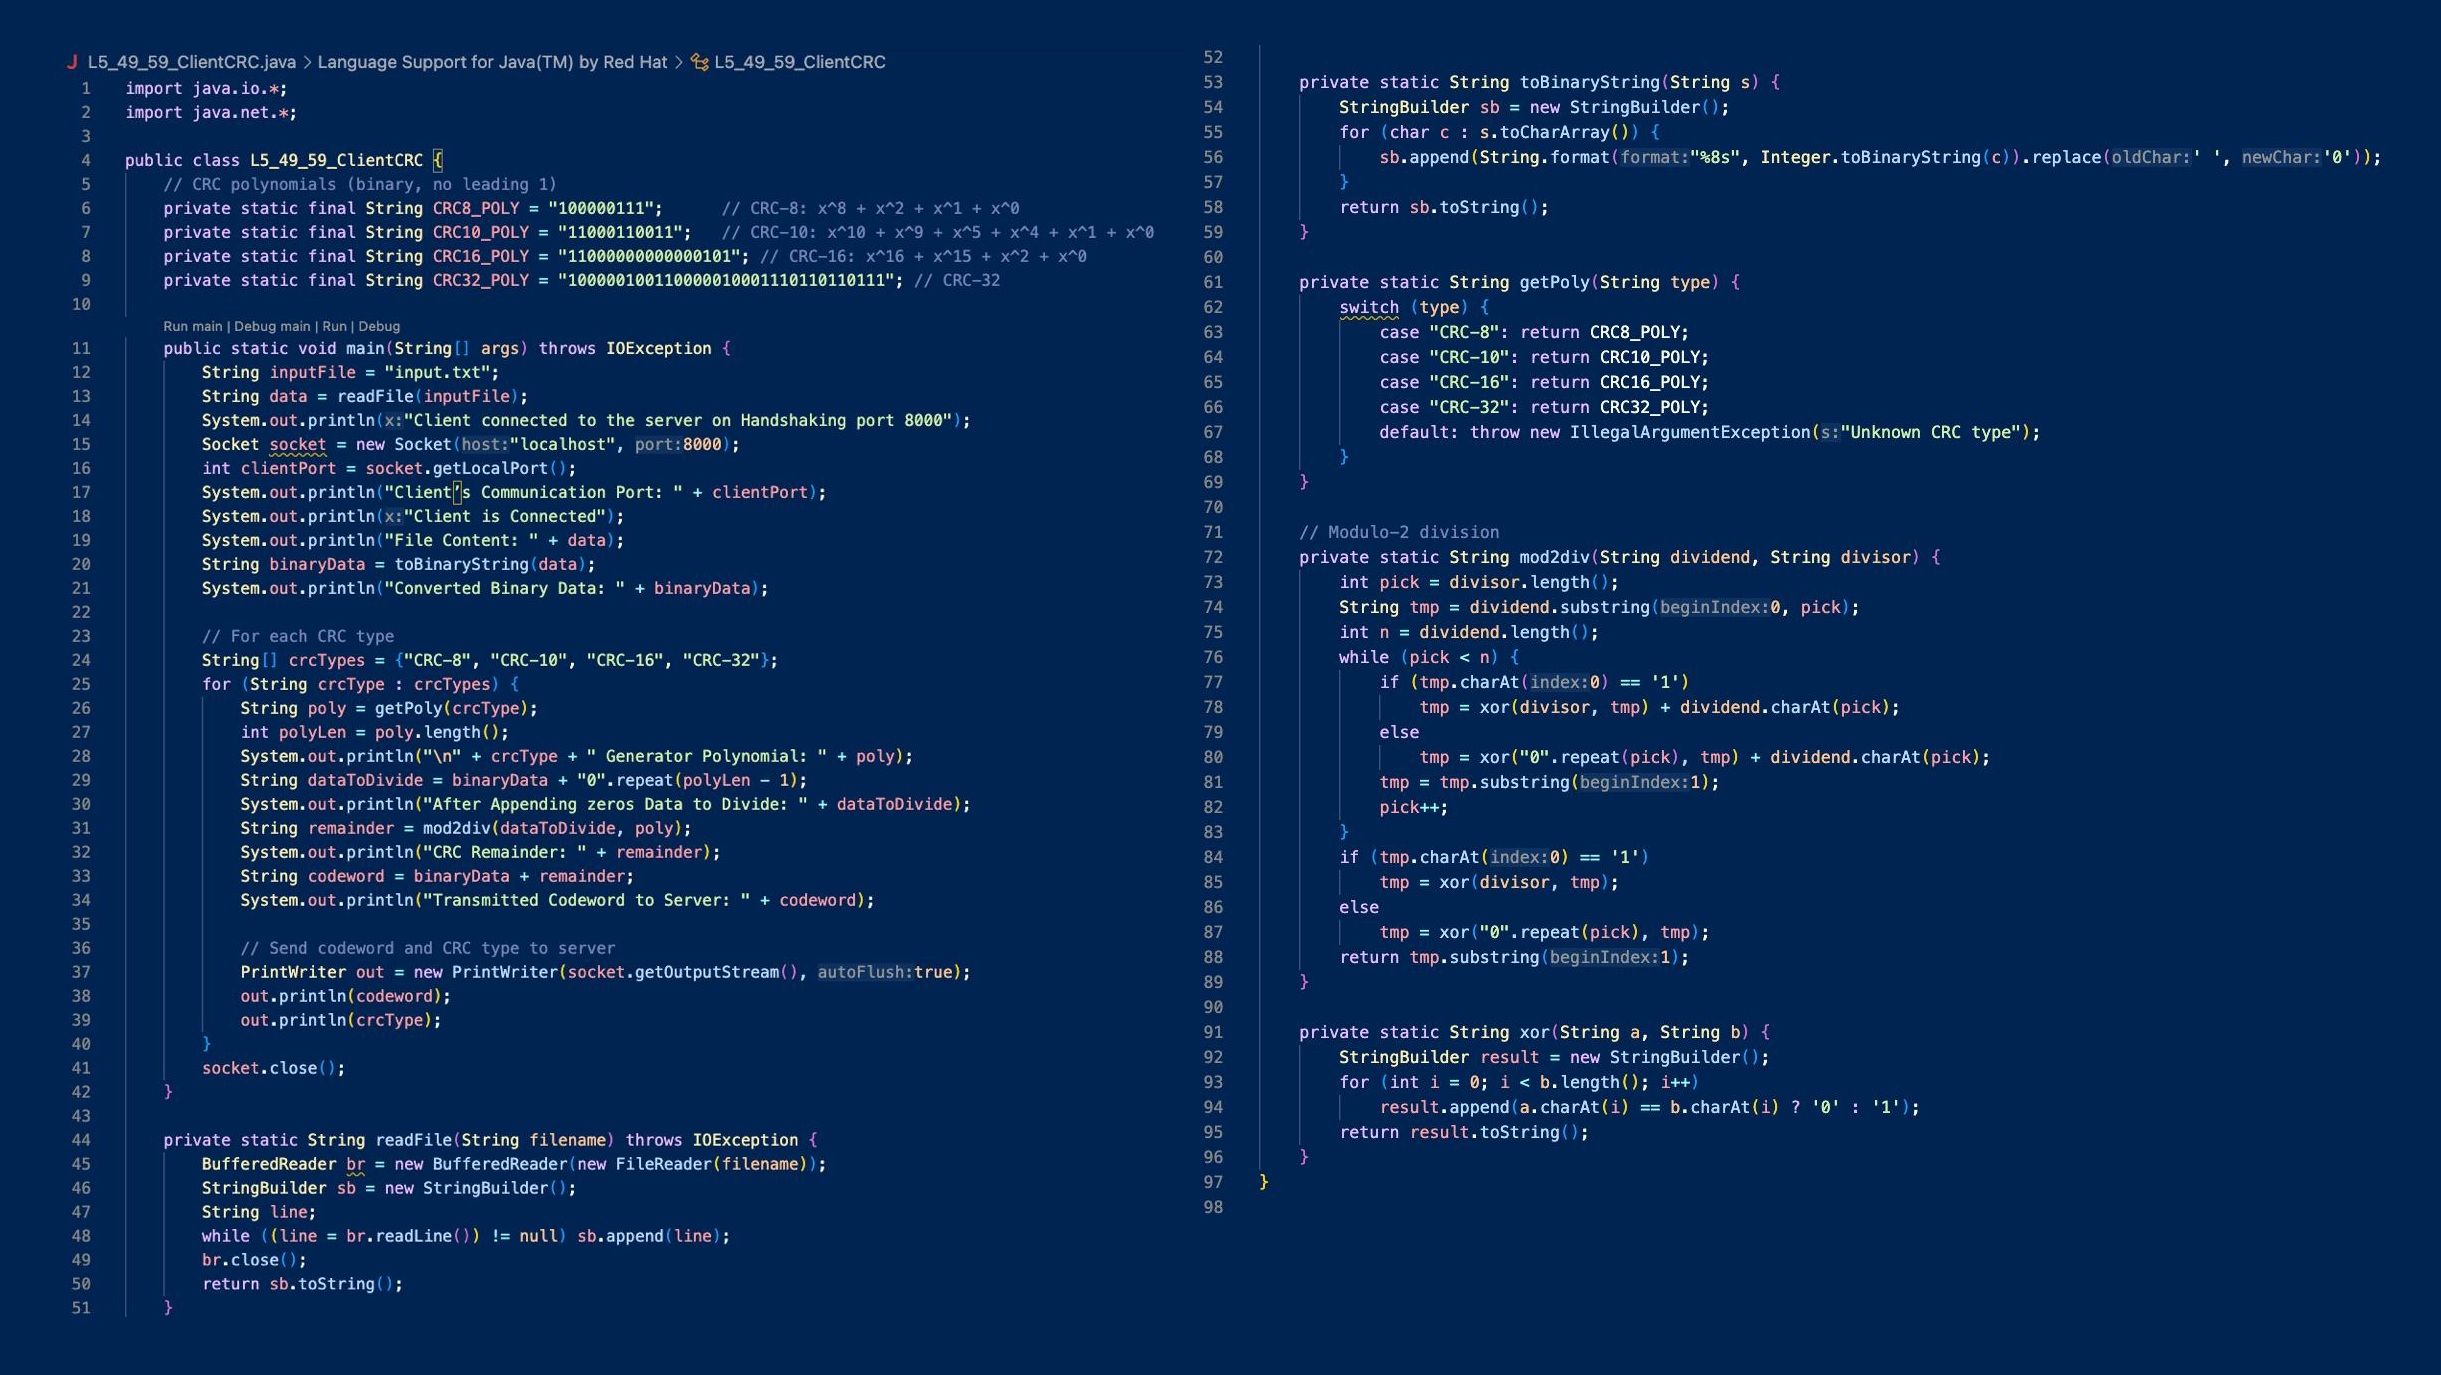 J L5_49_59_ClientCRC.java > Language Support for Java(TM) by Red Hat > L5_49_59_ClientCRC
1 import java.io.*;
2 import java.net.*;
3
4 public class L5_49_59_ClientCRC {
5 // CRC polynomials (binary, no leading 1)
6 private static final String CRC8_POLY = "100000111"; // CRC-8: x^8 + x^2 + x^1 + x^0
7 private static final String CRC10_POLY = "11000110011"; // CRC-10: x^10 + x^9 + x^5 + x^4 + x^1 + x^0
8 private static final String CRC16_POLY = "11000000000000101"; // CRC-16: x^16 + x^15 + x^2 + x^0
9 private static final String CRC32_POLY = "100000100110000010001110110110111"; // CRC-32
10
Run main | Debug main | Run | Debug
11 public static void main(String[] args) throws IOException {
12 String inputFile = "input.txt";
13 String data = readFile(inputFile);
14 System.out.println(x:"Client connected to the server on Handshaking port 8000");
15 Socket socket = new Socket(host:"localhost", port:8000);
16 int clientPort = socket.getLocalPort();
17 System.out.println("Client’s Communication Port: " + clientPort);
18 System.out.println(x:"Client is Connected");
19 System.out.println("File Content: " + data);
20 String binaryData = toBinaryString(data);
21 System.out.println("Converted Binary Data: " + binaryData);
22
23 // For each CRC type
24 String[] crcTypes = {"CRC-8", "CRC-10", "CRC-16", "CRC-32"};
25 for (String crcType : crcTypes) {
26 String poly = getPoly(crcType);
27 int polyLen = poly.length();
28 System.out.println("\n" + crcType + " Generator Polynomial: " + poly);
29 String dataToDivide = binaryData + "0".repeat(polyLen - 1);
30 System.out.println("After Appending zeros Data to Divide: " + dataToDivide);
31 String remainder = mod2div(dataToDivide, poly);
32 System.out.println("CRC Remainder: " + remainder);
33 String codeword = binaryData + remainder;
34 System.out.println("Transmitted Codeword to Server: " + codeword);
35
36 // Send codeword and CRC type to server
37 PrintWriter out = new PrintWriter(socket.getOutputStream(), autoFlush:true);
38 out.println(codeword);
39 out.println(crcType);
40 }
41 socket.close();
42 }
43
44 private static String readFile(String filename) throws IOException {
45 BufferedReader br = new BufferedReader(new FileReader(filename));
46 StringBuilder sb = new StringBuilder();
47 String line;
48 while ((line = br.readLine()) != null) sb.append(line);
49 br.close();
50 return sb.toString();
51 }
52
53 private static String toBinaryString(String s) {
54 StringBuilder sb = new StringBuilder();
55 for (char c : s.toCharArray()) {
56 sb.append(String.format(format:"%8s", Integer.toBinaryString(c)).replace(oldChar:' ', newChar:'0'));
57 }
58 return sb.toString();
59 }
60
61 private static String getPoly(String type) {
62 switch (type) {
63 case "CRC-8": return CRC8_POLY;
64 case "CRC-10": return CRC10_POLY;
65 case "CRC-16": return CRC16_POLY;
66 case "CRC-32": return CRC32_POLY;
67 default: throw new IllegalArgumentException(s:"Unknown CRC type");
68 }
69 }
70
71 // Modulo-2 division
72 private static String mod2div(String dividend, String divisor) {
73 int pick = divisor.length();
74 String tmp = dividend.substring(beginIndex:0, pick);
75 int n = dividend.length();
76 while (pick < n) {
77 if (tmp.charAt(index:0) == '1')
78 tmp = xor(divisor, tmp) + dividend.charAt(pick);
79 else
80 tmp = xor("0".repeat(pick), tmp) + dividend.charAt(pick);
81 tmp = tmp.substring(beginIndex:1);
82 pick++;
83 }
84 if (tmp.charAt(index:0) == '1')
85 tmp = xor(divisor, tmp);
86 else
87 tmp = xor("0".repeat(pick), tmp);
88 return tmp.substring(beginIndex:1);
89 }
90
91 private static String xor(String a, String b) {
92 StringBuilder result = new StringBuilder();
93 for (int i = 0; i < b.length(); i++)
94 result.append(a.charAt(i) == b.charAt(i) ? '0' : '1');
95 return result.toString();
96 }
97 }
98